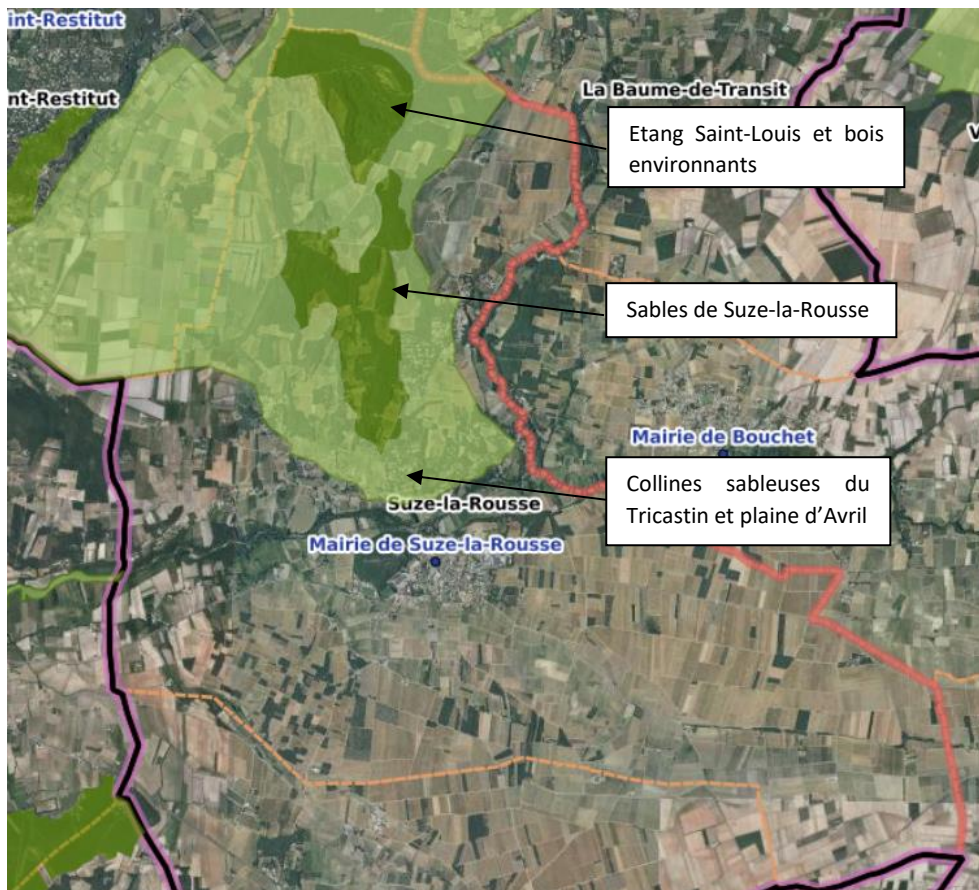 int-Restitut
nt-Restitut
La Baume-de-Transit
V
Etang Saint-Louis et bois
environnants
Sables de Suze-la-Rousse
Mairie de Bouchet
Collines sableuses du
Tricastin et plaine d'Avril
Suze-la-Rousse
Mairie de Suze-la-Rousse